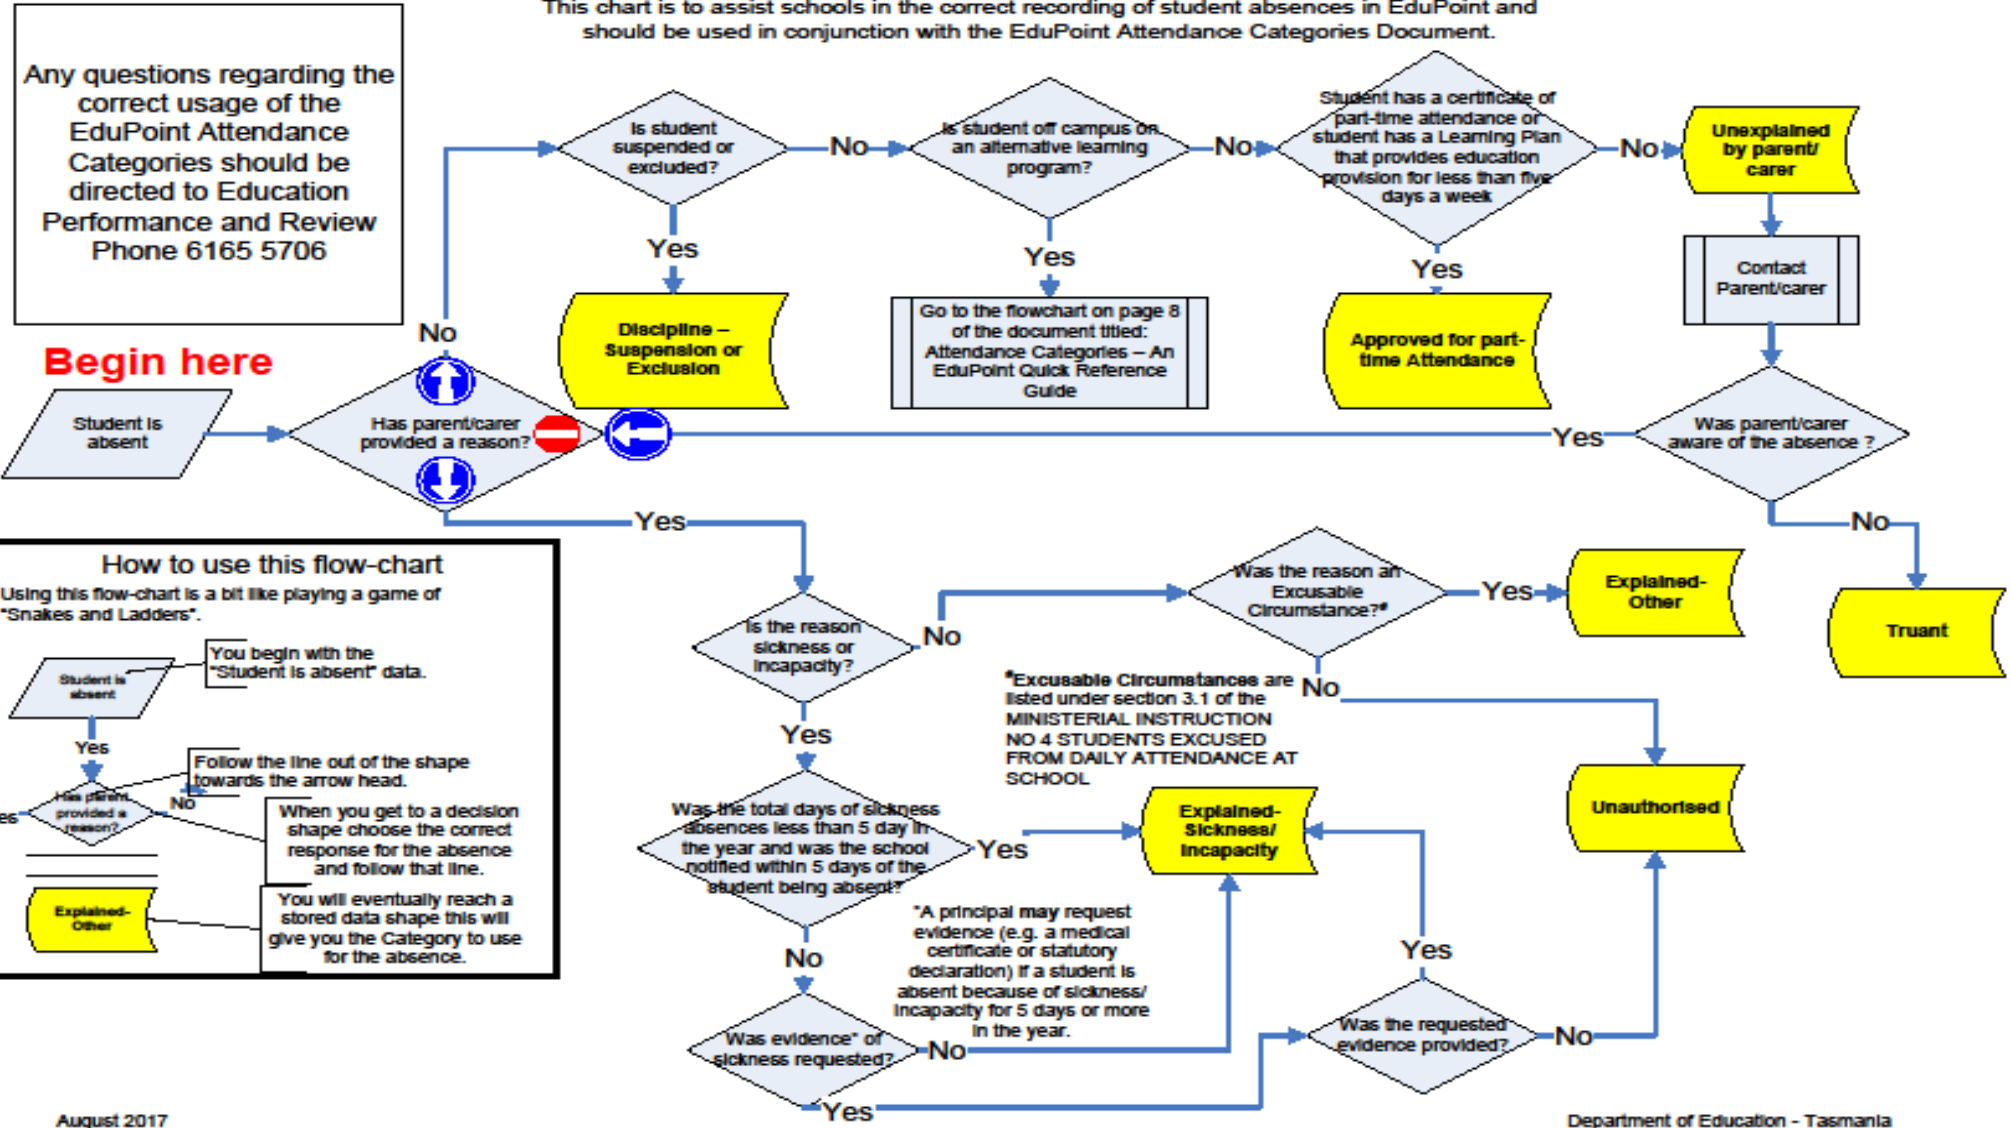 This chart is to assist schools in the correct recording of student absences in EduPoint and
should be used in conjunction with the EduPoint Attendance Categories Document.
Any questions regarding the
correct usage of the
EduPoint Attendance
Categories should be
directed to Education
Performance and Review
Phone 6165 5706
Begin here
Student is
absent
Has parent/carer
provided a reason?
No
Is student
suspended or
excluded?
No
Yes
Discipline –
Suspension or
Exclusion
Is student off campus on
an alternative learning
program?
No
Yes
Go to the flowchart on page 8
of the document titled:
Attendance Categories – An
EduPoint Quick Reference
Guide
Student has a certificate of
part-time attendance or
student has a Learning Plan
that provides education
provision for less than five
days a week
No
Yes
Approved for part-
time Attendance
Unexplained
by parent/
carer
Contact
Parent/carer
Was parent/carer
aware of the absence ?
Yes
No
Truant
Yes
Is the reason
sickness or
Incapacity?
No
Was the reason an
Excusable
Circumstance?#
Yes
Explained-
Other
No
#Excusable Circumstances are
listed under section 3.1 of the
MINISTERIAL INSTRUCTION
NO 4 STUDENTS EXCUSED
FROM DAILY ATTENDANCE AT
SCHOOL
Unauthorised
Yes
Was the total days of sickness
absences less than 5 day in
the year and was the school
notified within 5 days of the
student being absent?
Yes
Explained-
Sickness/
Incapacity
No
"A principal may request
evidence (e.g. a medical
certificate or statutory
declaration) if a student is
absent because of sickness/
Incapacity for 5 days or more
in the year.
Was evidence" of
sickness requested?
No
Yes
Was the requested
evidence provided?
Yes
No
How to use this flow-chart
Using this flow-chart is a bit like playing a game of
"Snakes and Ladders".
Student is
absent
You begin with the
"Student is absent" data.
Yes
Follow the line out of the shape
towards the arrow head.
Has parent
provided a
reason?
No
es
When you get to a decision
shape choose the correct
response for the absence
and follow that line.
Explained-
Other
You will eventually reach a
stored data shape this will
give you the Category to use
for the absence.
August 2017
Department of Education - Tasmania